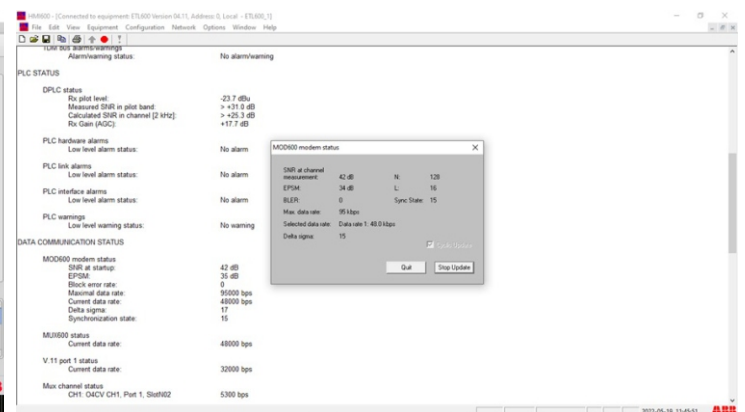 HMI600 - [Connected to equipment: ETL600 Version 04.11, Address: 0, Local - ETL600_1]
File Edit View Equipment Configuration Network Options Window Help
Alarm/warning status: No alarm/warning
PLC STATUS
DPLC status
Rx pilot level: -23.7 dBu
Measured SNR in pilot band: > +31.0 dB
Calculated SNR in channel [2 kHz]: > +25.3 dB
Rx Gain (AGC): +17.7 dB
PLC hardware alarms
Low level alarm status: No alarm
PLC link alarms
Low level alarm status: No alarm
PLC interface alarms
Low level alarm status: No alarm
PLC warnings
Low level warning status: No warning
DATA COMMUNICATION STATUS
MOD600 modem status
SNR at startup: 42 dB
EPSM: 35 dB
Block error rate: 0
Maximal data rate: 95000 bps
Current data rate: 48000 bps
Delta sigma: 17
Synchronization state: 15
MUX600 status
Current data rate: 48000 bps
V.11 port 1 status
Current data rate: 32000 bps
Mux channel status
CH1: O4CV CH1, Port 1, Slot/N02 5300 bps
MOD600 modem status
SNR at channel
measurement: 42 dB N: 128
EPSM: 34 dB L: 16
BLER: 0 Sync State: 15
Max. data rate: 95 kbps
Selected data rate: Data rate 1: 48.0 kbps
Delta sigma: 15
Cyclic Update
Quit Stop Update
ABB